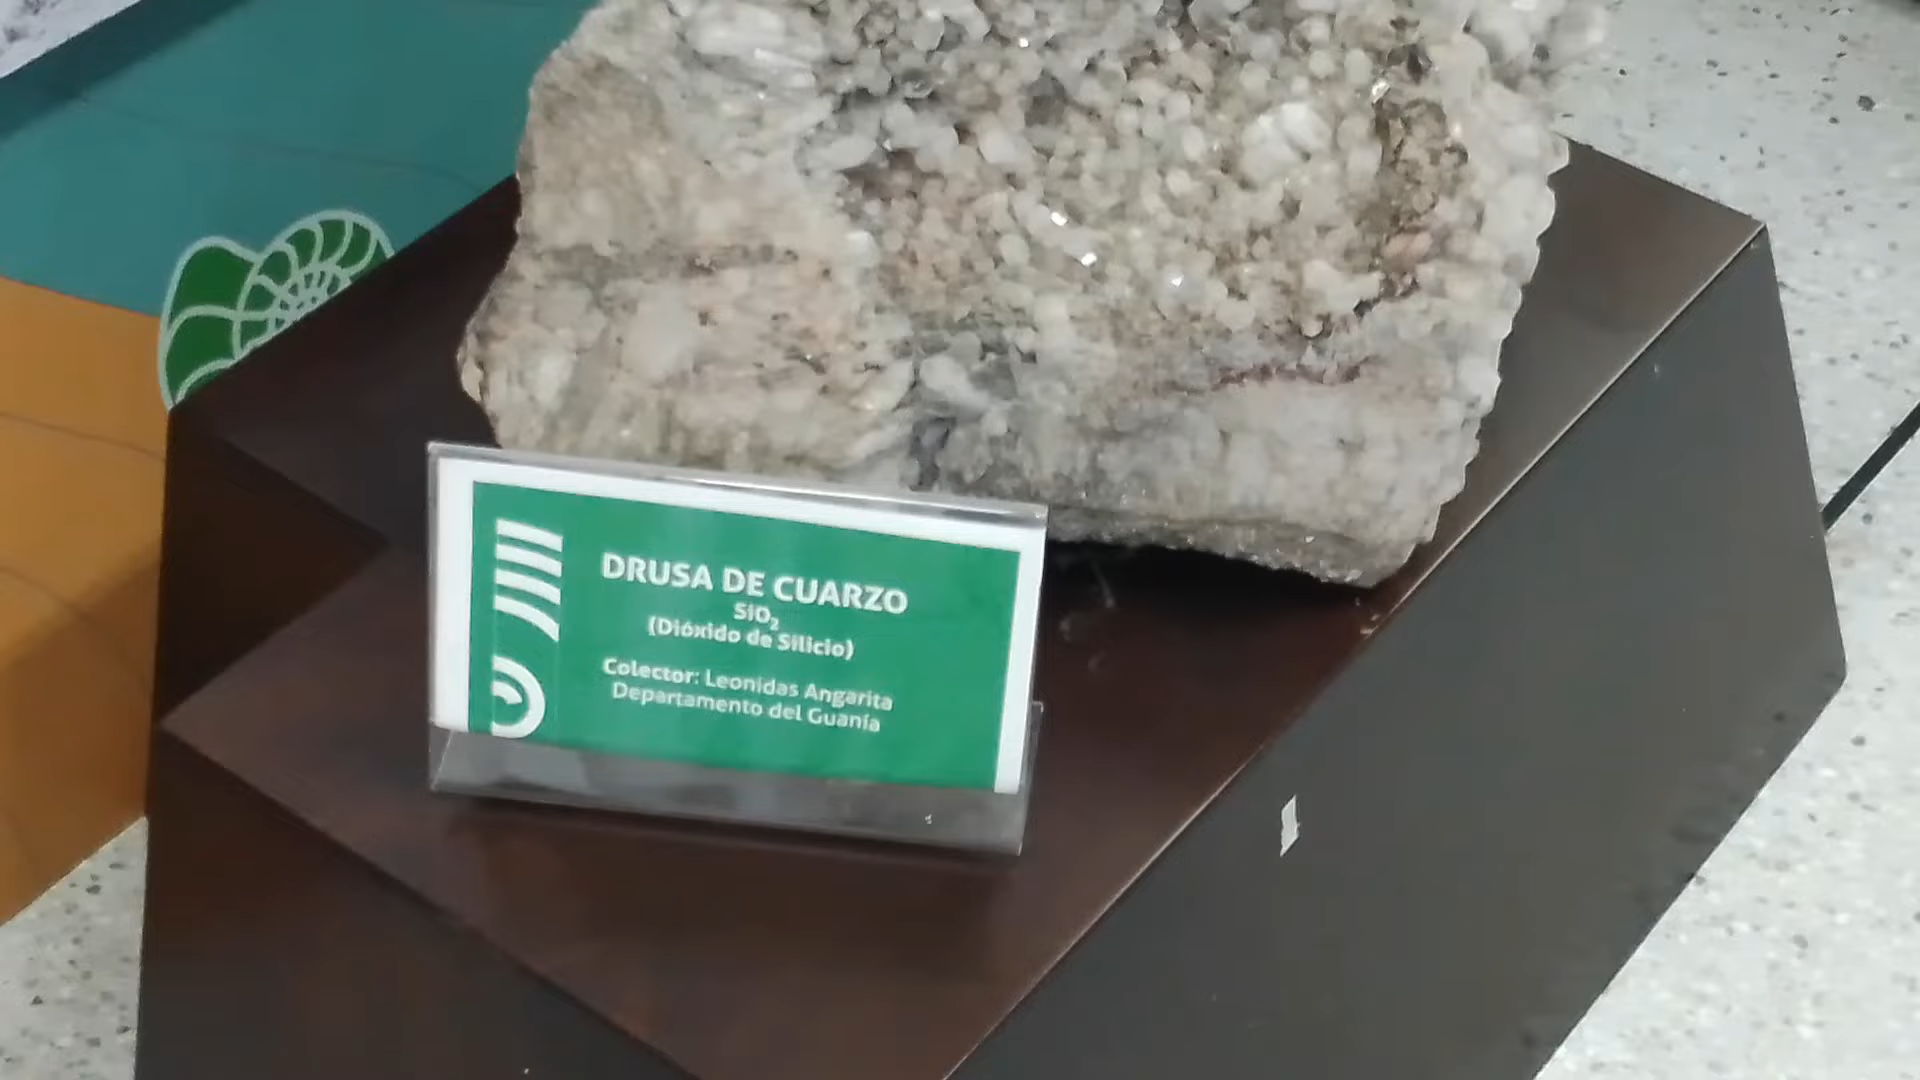 DRUSA DE CUARZO
SiO₂
(Dióxido de Silicio)
Colector: Leonidas Angarita
Departamento del Guanía